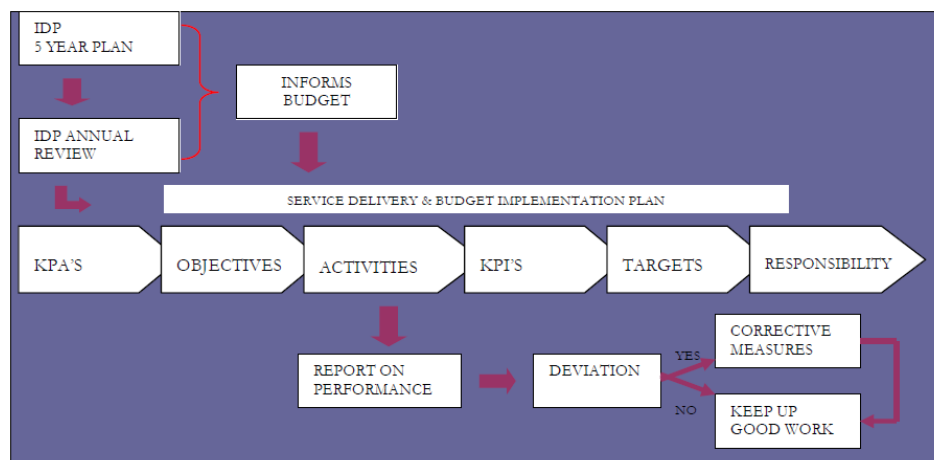 IDP
5 YEAR PLAN
INFORMS
BUDGET
IDP ANNUAL
REVIEW
SERVICE DELIVERY & BUDGET IMPLEMENTATION PLAN
KPA'S
OBJECTIVES
ACTIVITIES
KPI'S
TARGETS
RESPONSIBILITY
REPORT ON
PERFORMANCE
DEVIATION
YES
CORRECTIVE
MEASURES
NO
KEEP UP
GOOD WORK